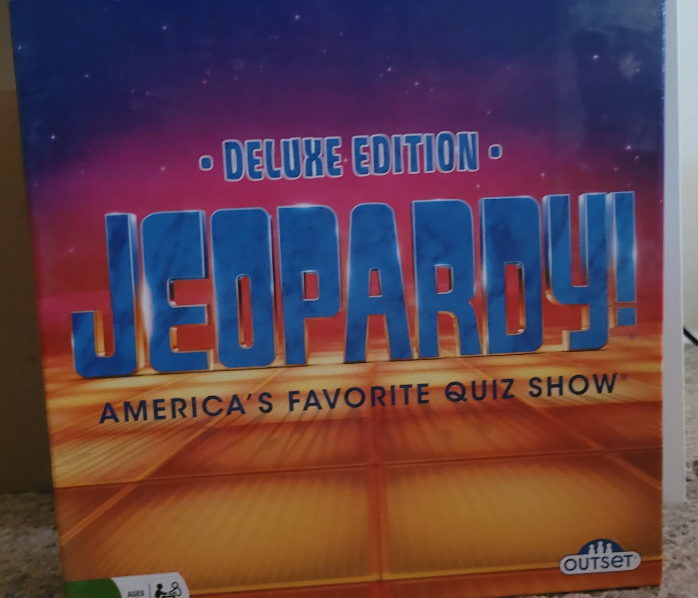 • DELUXE EDITION •
JEOPARDY!®
AMERICA'S FAVORITE QUIZ SHOW®
OUTSET
AGES